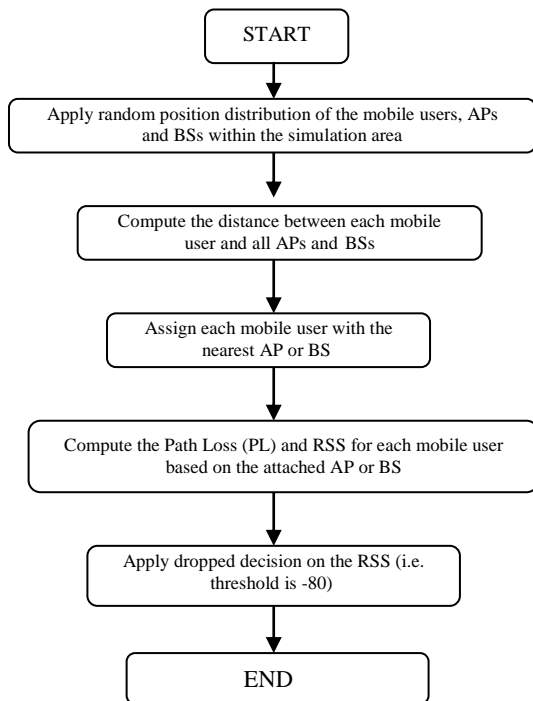 START
Apply random position distribution of the mobile users, APs
and BSs within the simulation area
Compute the distance between each mobile
user and all APs and BSs
Assign each mobile user with the
nearest AP or BS
Compute the Path Loss (PL) and RSS for each mobile user
based on the attached AP or BS
Apply dropped decision on the RSS (i.e.
threshold is -80)
END